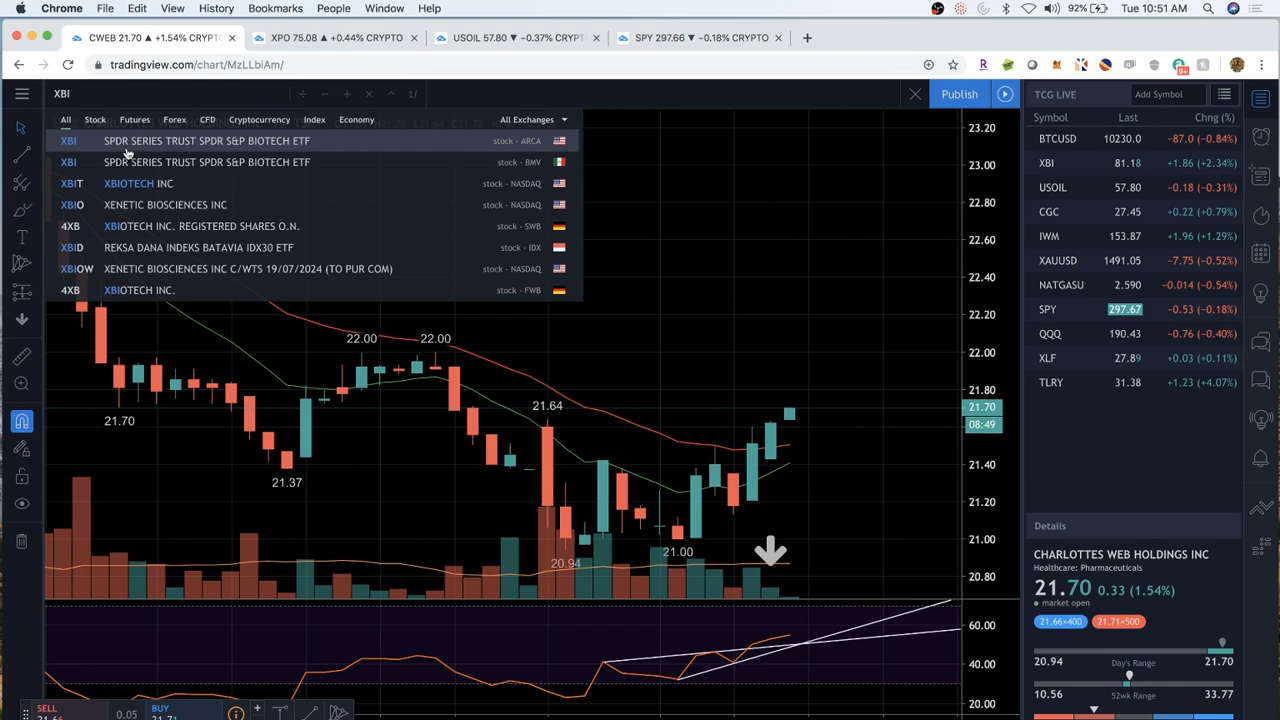 Chrome File Edit View History Bookmarks People Window Help 92% Tue 10:51 AM
CWEB 21.70 ▲ +1.54% CRYPTO × XPO 75.08 ▲ +0.44% CRYPTO × USOIL 57.80 ▼ −0.37% CRYPTO × SPY 297.66 ▼ −0.18% CRYPTO × +
tradingview.com/chart/MzLLbiAm/
XBI ÷ − + × ^ 1/ Publish TCG LIVE Add Symbol
All Stock Futures Forex CFD Cryptocurrency Index Economy All Exchanges
XBI SPDR SERIES TRUST SPDR S&P BIOTECH ETF stock - ARCA
XBI SPDR SERIES TRUST SPDR S&P BIOTECH ETF stock - BMV
XBIT XBIOTECH INC stock - NASDAQ
XBIO XENETIC BIOSCIENCES INC stock - NASDAQ
4XB XBIOTECH INC. REGISTERED SHARES O.N. stock - SWB
XBID REKSA DANA INDEKS BATAVIA IDX30 ETF stock - IDX
XBIOW XENETIC BIOSCIENCES INC C/WTS 19/07/2024 (TO PUR COM) stock - NASDAQ
4XB XBIOTECH INC. stock - FWB
22.00 22.00
21.70
21.64
21.37
20.94
21.00
23.20
23.00
22.80
22.60
22.40
22.20
22.00
21.80
21.70
08:49
21.40
21.20
21.00
20.80
60.00
40.00
20.00
SELL 0.05 BUY
21.66 21.71
Symbol Last Chng (%)
BTCUSD 10230.0 −87.0 (−0.84%)
XBI 81.18 +1.86 (+2.34%)
USOIL 57.80 −0.18 (−0.31%)
CGC 27.45 +0.22 (+0.79%)
IWM 153.87 +1.96 (+1.29%)
XAUUSD 1491.05 −7.75 (−0.52%)
NATGASU 2.590 −0.014 (−0.54%)
SPY 297.67 −0.53 (−0.18%)
QQQ 190.43 −0.76 (−0.40%)
XLF 27.89 +0.03 (+0.11%)
TLRY 31.38 +1.23 (+4.07%)
Details
CHARLOTTES WEB HOLDINGS INC
Healthcare: Pharmaceuticals
21.70 0.33 (1.54%)
market open
21.66×400 21.71×500
20.94 Day's Range 21.70
10.56 52wk Range 33.77